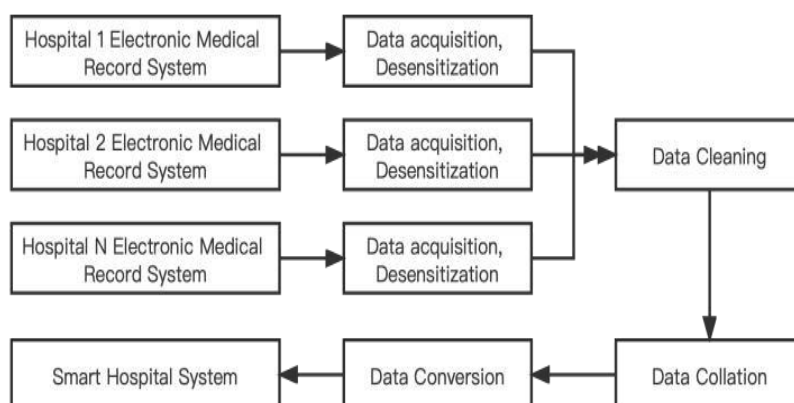 Hospital 1 Electronic Medical
Record System
Data acquisition,
Desensitization
Hospital 2 Electronic Medical
Record System
Data acquisition,
Desensitization
Data Cleaning
Hospital N Electronic Medical
Record System
Data acquisition,
Desensitization
Smart Hospital System
Data Conversion
Data Collation